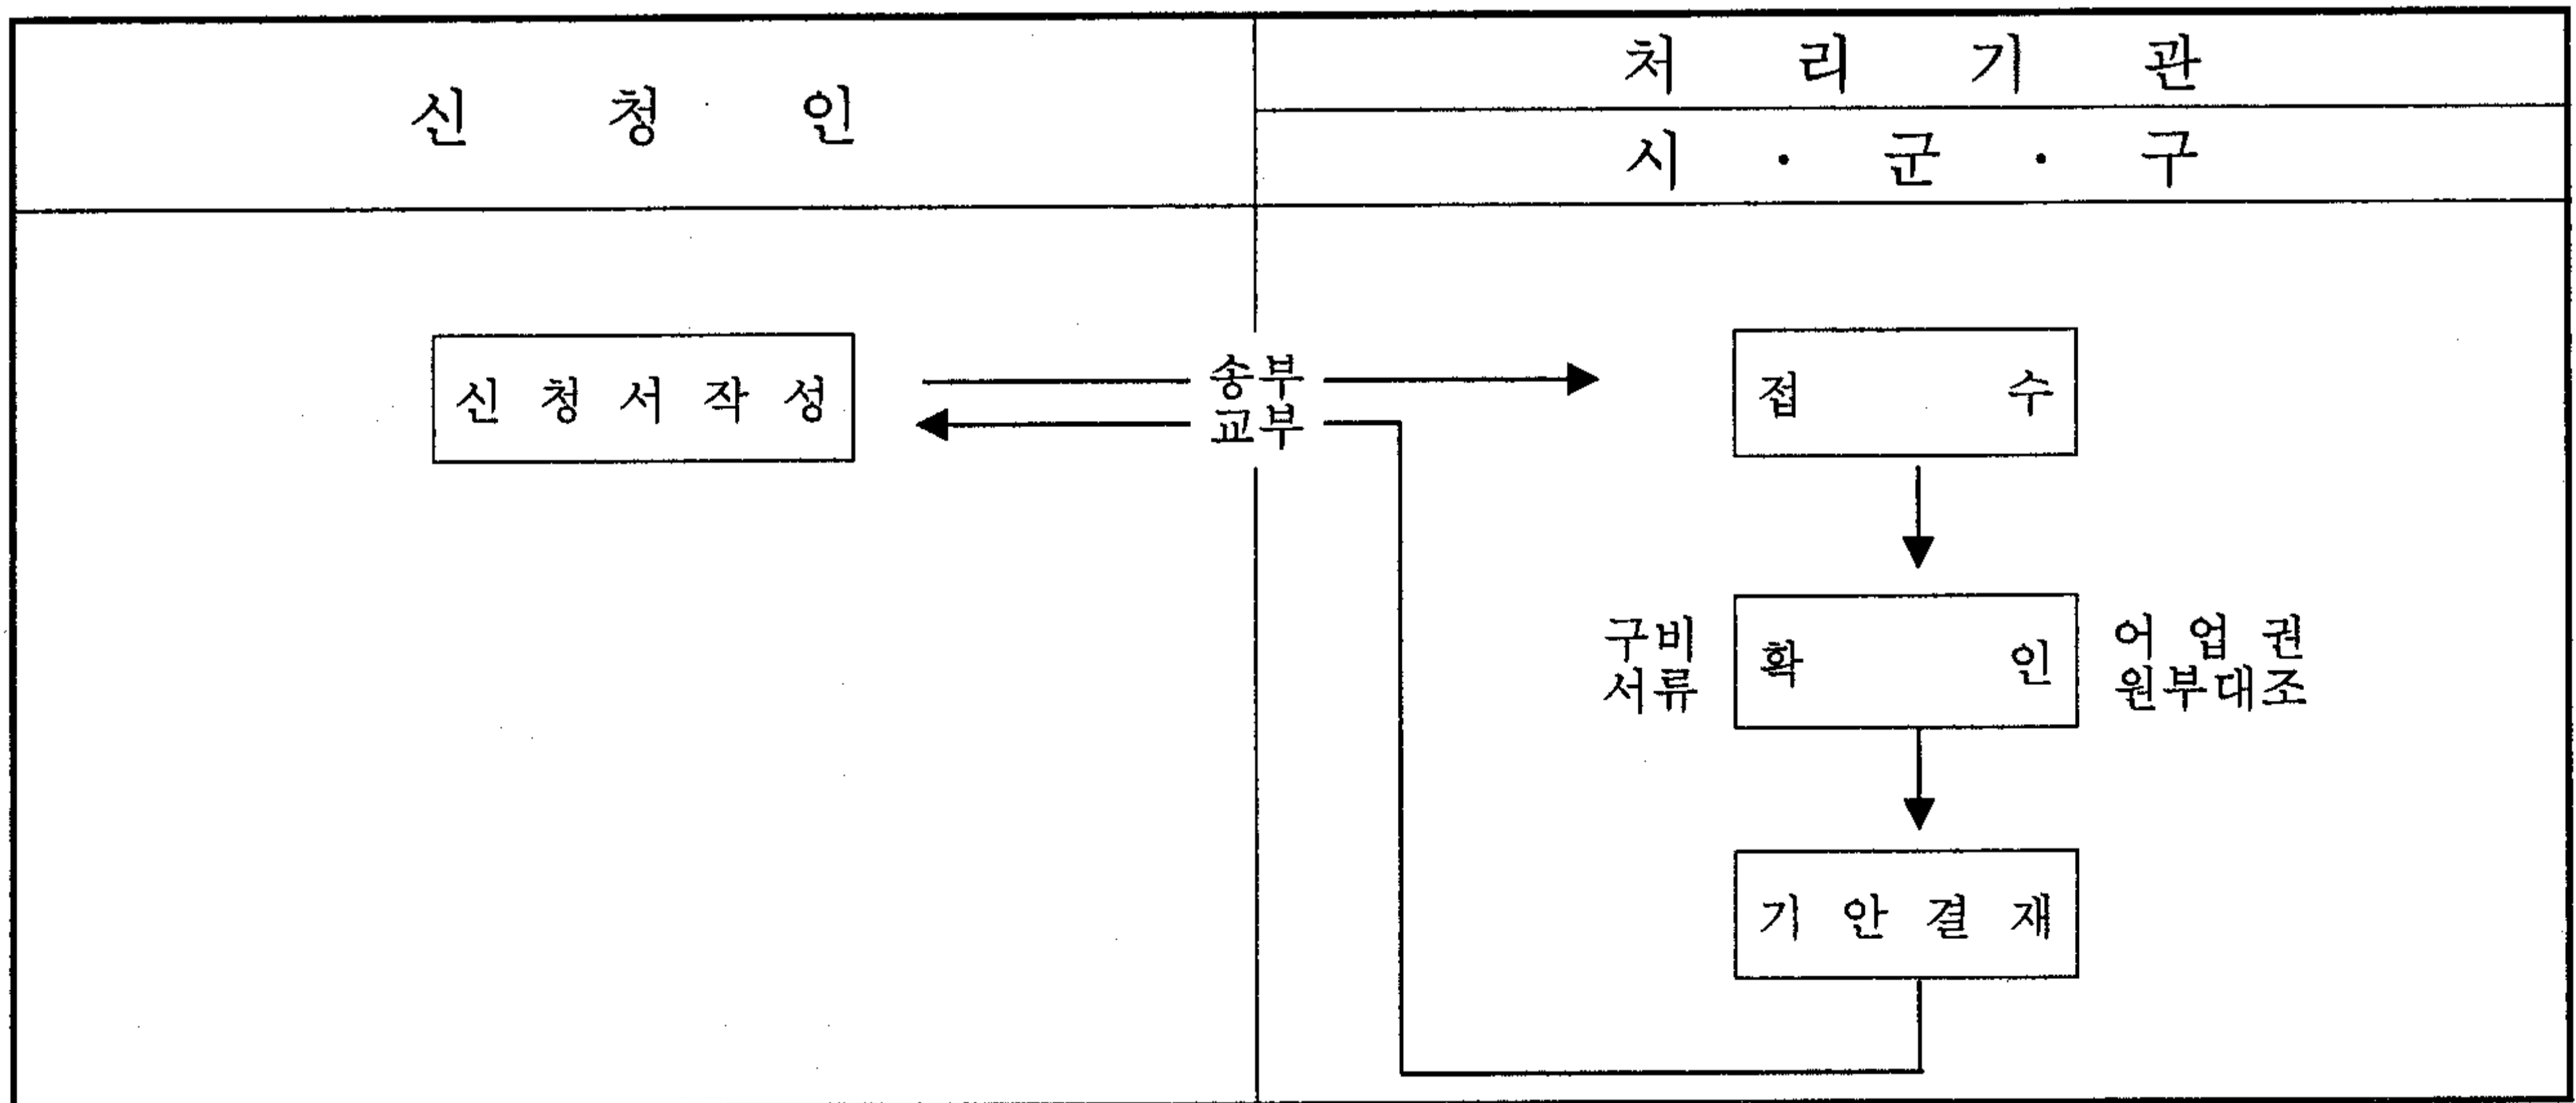 신 청 인
처 리 기 관
시 · 군 · 구
신 청 서 작 성
송부
교부
접 수
구비
서류
확 인
어 업 권
원부대조
기 안 결 재